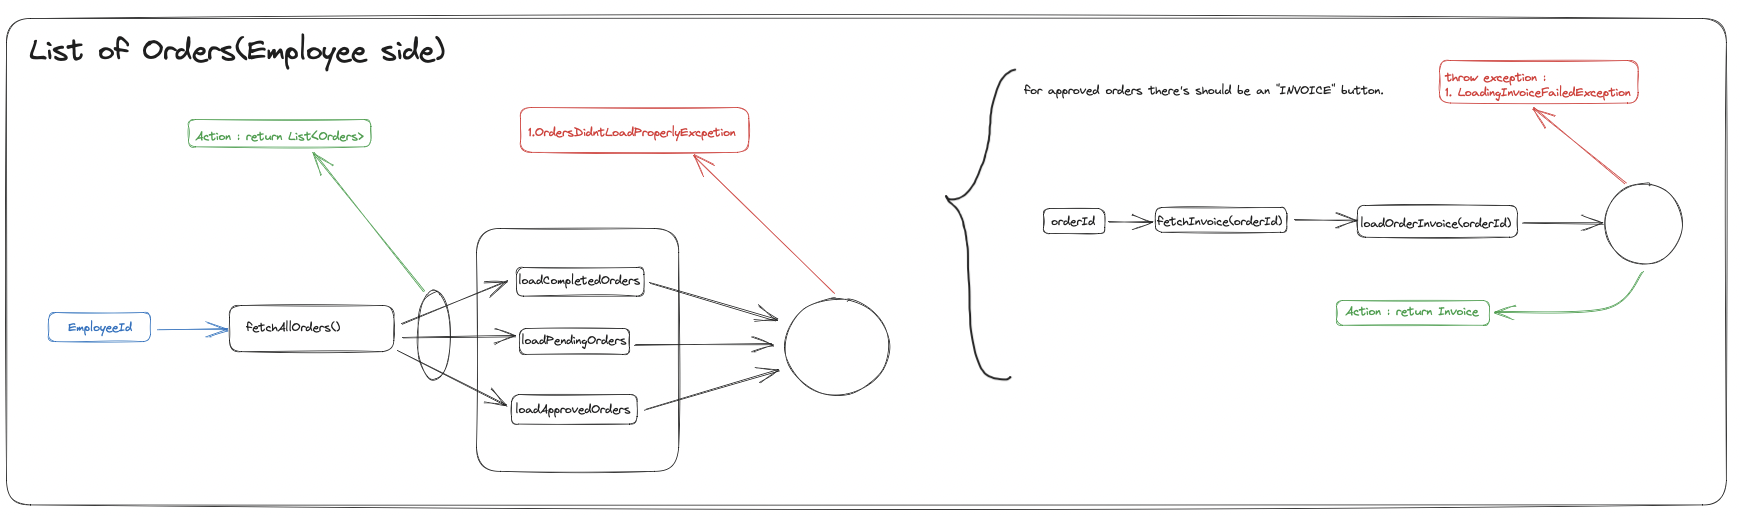 List of Orders(Employee side)
Action : return List<Orders>
1.OrdersDidntLoadProperlyExcpetion
EmployeeId
fetchAllOrders()
loadCompletedOrders
loadPendingOrders
loadApprovedOrders
for approved orders there's should be an "INVOICE" button.
throw exception :
1. LoadingInvoiceFailedException
orderId
fetchInvoice(orderId)
loadOrderInvoice(orderId)
Action : return Invoice